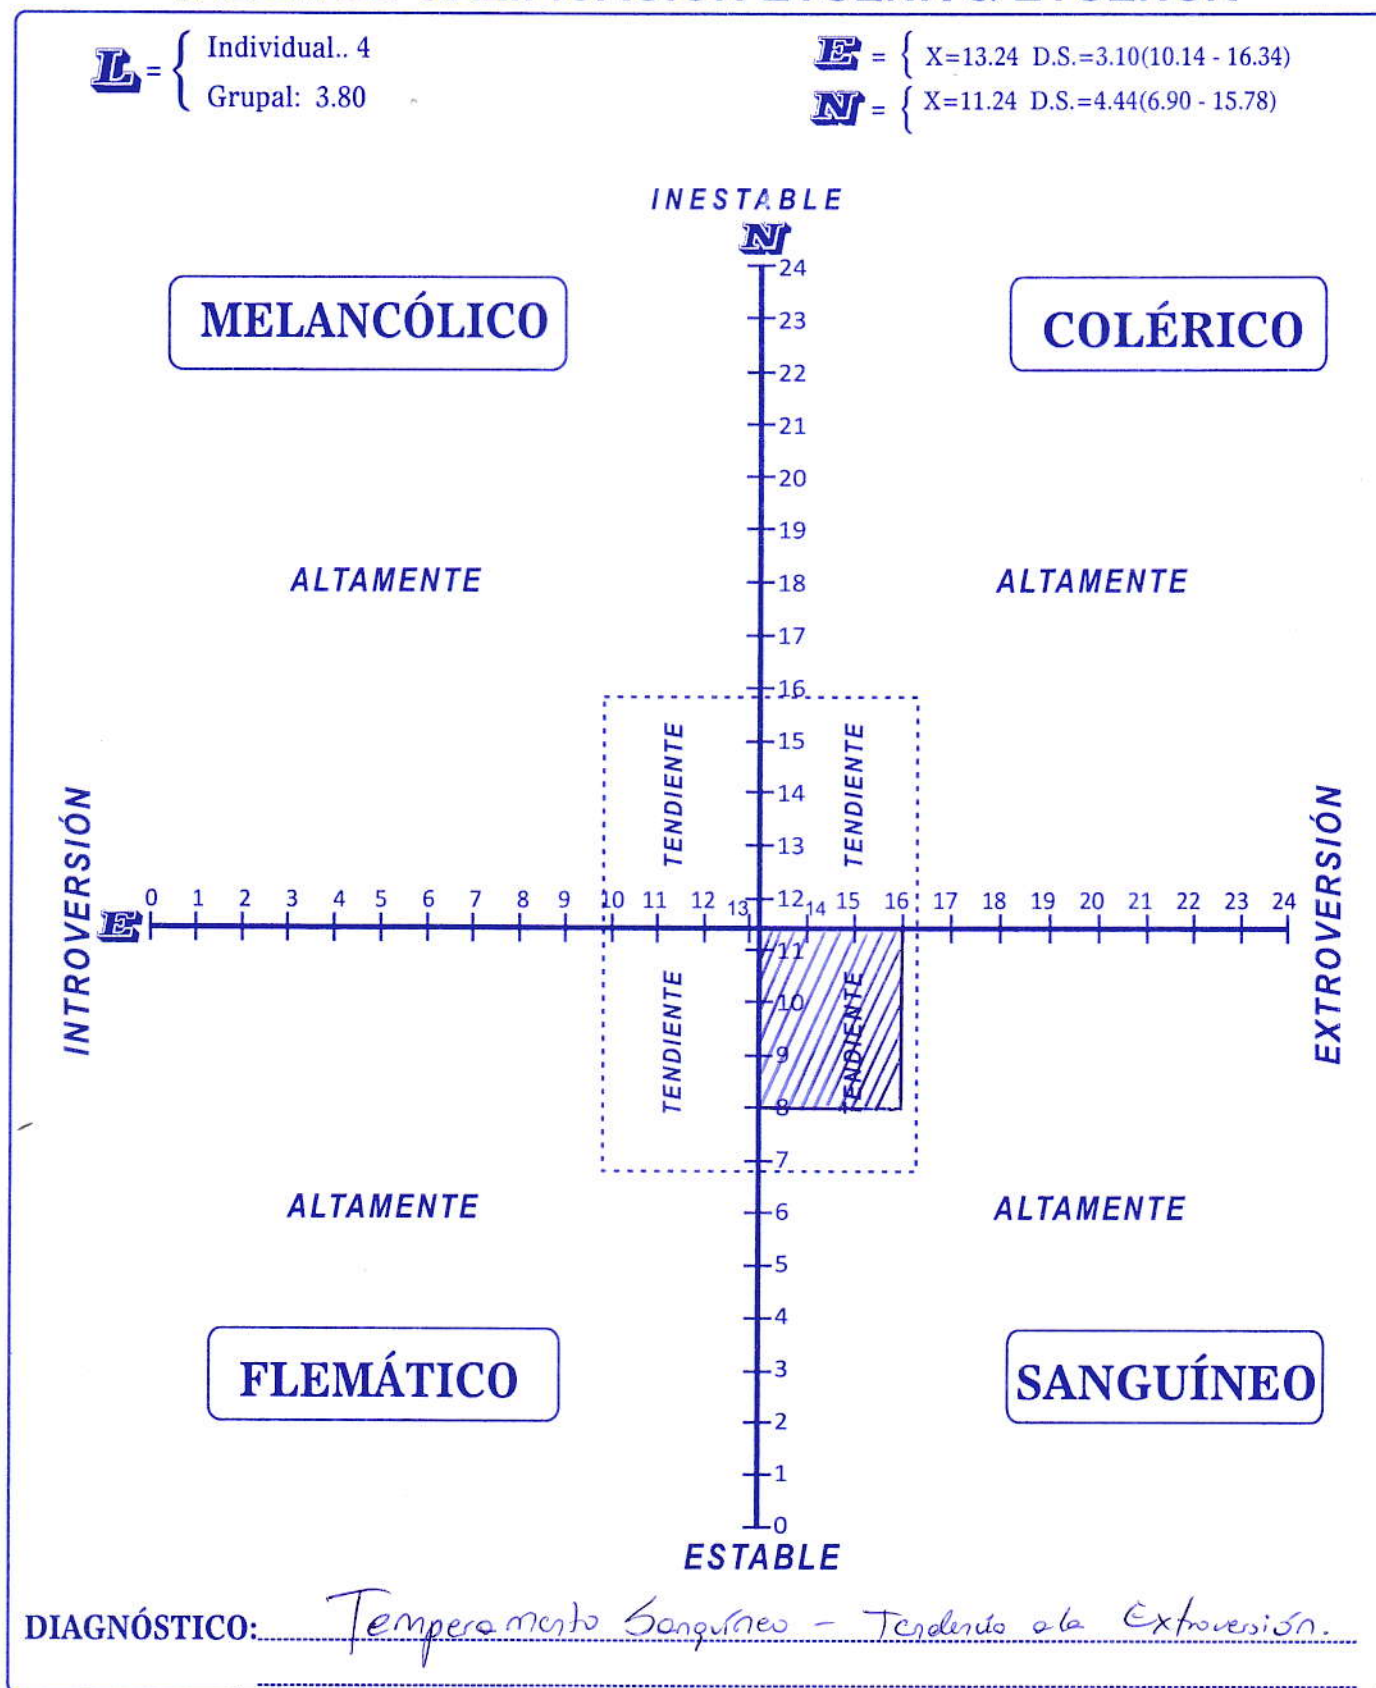 L = { Individual.. 4
Grupal: 3.80
E = { X=13.24 D.S.=3.10(10.14 - 16.34)
N = { X=11.24 D.S.=4.44(6.90 - 15.78)
INESTABLE
N
MELANCÓLICO
COLÉRICO
24
23
22
21
20
19
18
17
16
15
14
13
12
11
10
9
8
7
6
5
4
3
2
1
0
ALTAMENTE
ALTAMENTE
TENDIENTE
TENDIENTE
INTROVERSIÓN
E
0 1 2 3 4 5 6 7 8 9 10 11 12 13 14 15 16 17 18 19 20 21 22 23 24
EXTROVERSIÓN
TENDIENTE
TENDIENTE
ALTAMENTE
ALTAMENTE
FLEMÁTICO
SANGUÍNEO
ESTABLE
DIAGNÓSTICO: Temperamento Sanguíneo - Tendencia a la Extroversión.